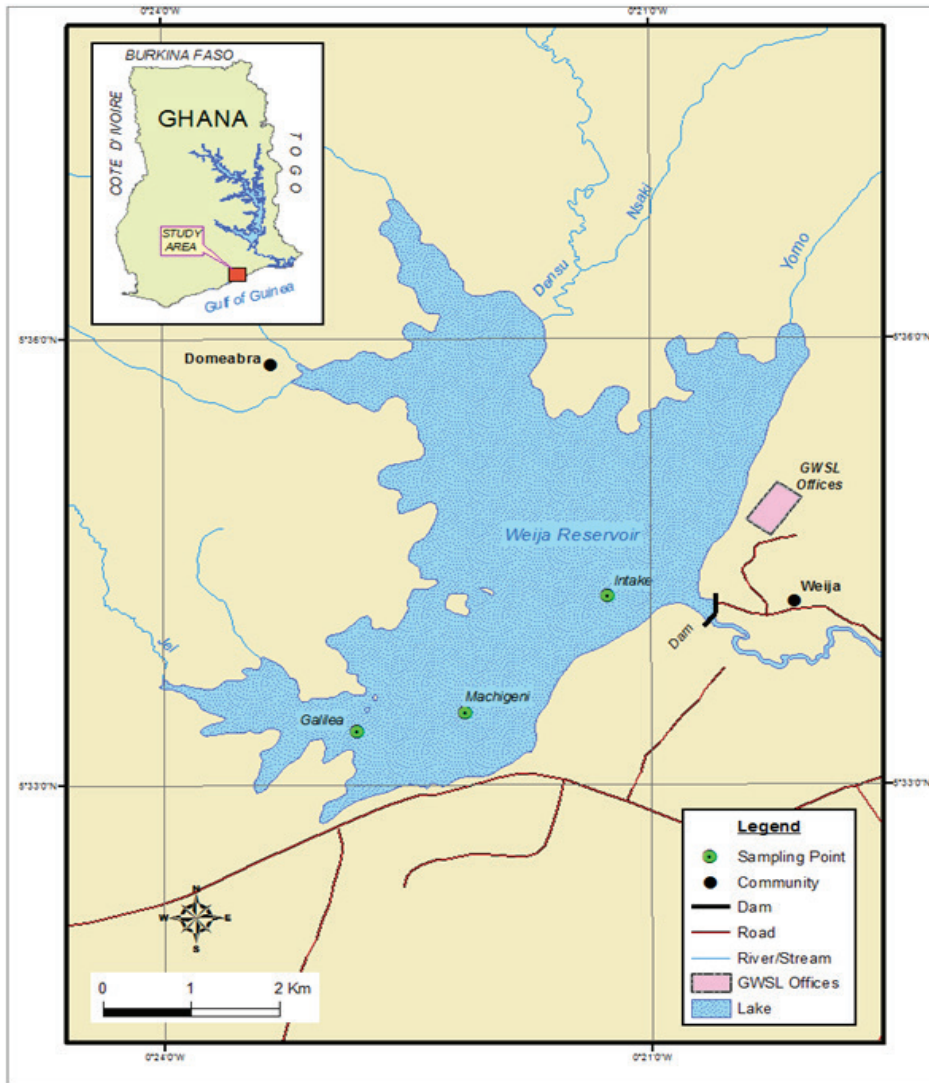 0°24'0"W
0°21'0"W
BURKINA FASO
COTE D'IVOIRE
GHANA
TOGO
STUDY
AREA
Gulf of Guinea
Densu
Nsaki
Yomo
5°36'0"N
5°36'0"N
Domeabra
GWSL
Offices
Weija Reservoir
Intake
Weija
Dam
Jei
Machigeni
Galilea
5°33'0"N
5°33'0"N
Legend
Sampling Point
Community
Dam
Road
River/Stream
GWSL Offices
Lake
N
W
E
S
0
1
2 Km
0°24'0"W
0°21'0"W